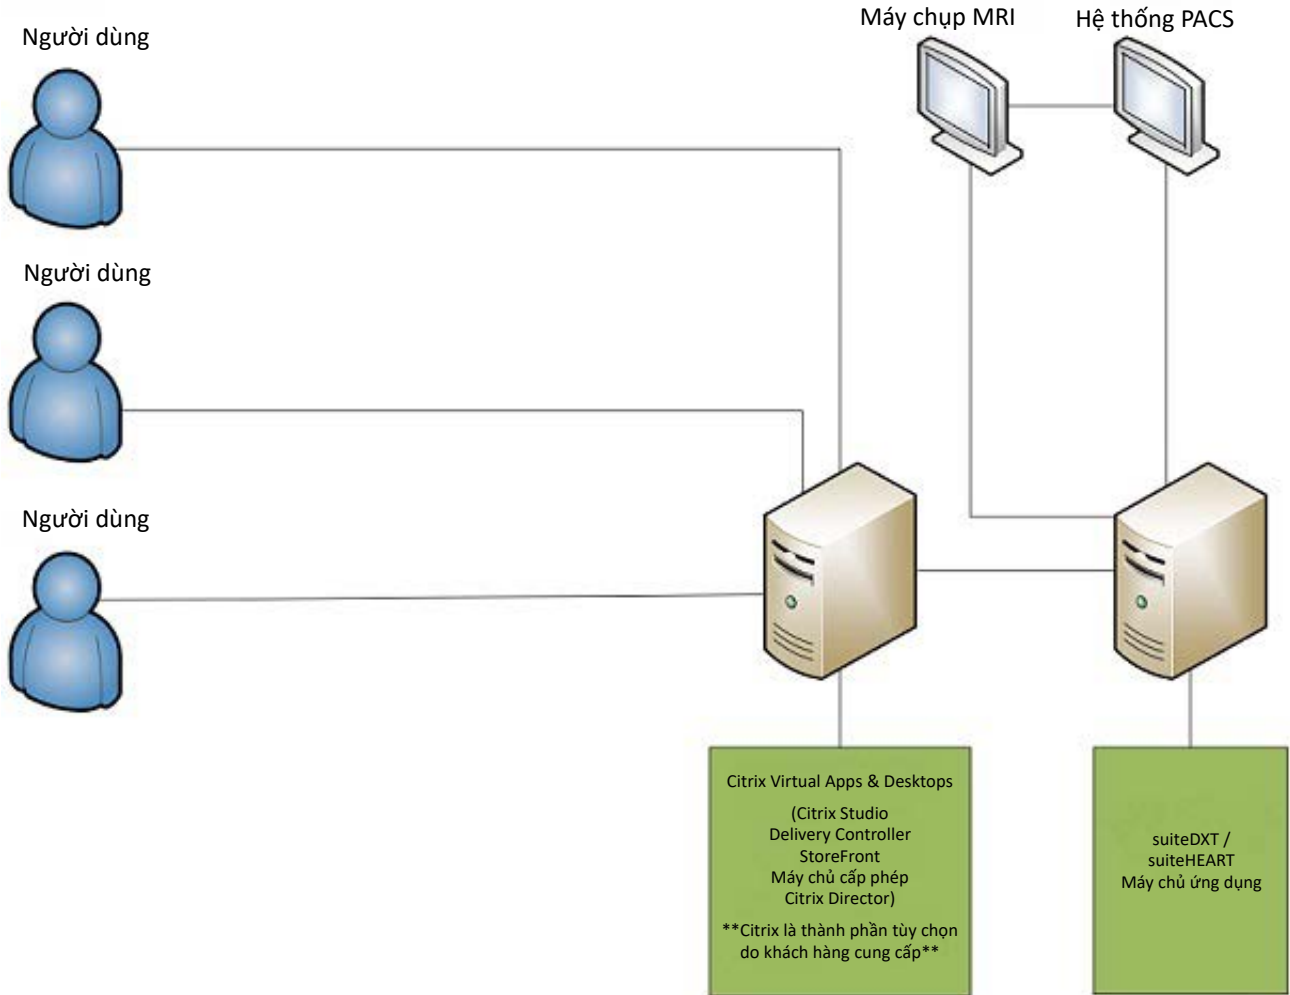 Máy chụp MRI
Hệ thống PACS
Người dùng
Người dùng
Người dùng
Citrix Virtual Apps & Desktops
(Citrix Studio
Delivery Controller
StoreFront
Máy chủ cấp phép
Citrix Director)
**Citrix là thành phần tùy chọn
do khách hàng cung cấp**
suiteDXT /
suiteHEART
Máy chủ ứng dụng